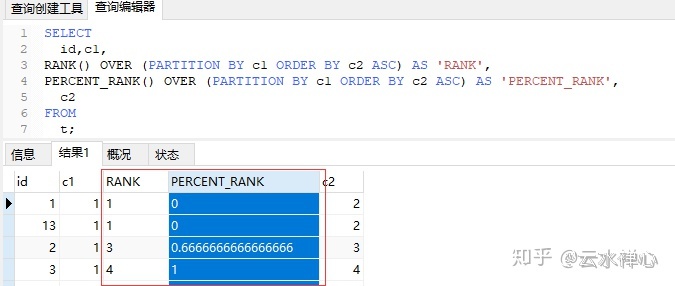 查询创建工具 查询编辑器
1 SELECT
2 id,c1,
3 RANK() OVER (PARTITION BY c1 ORDER BY c2 ASC) AS 'RANK',
4 PERCENT_RANK() OVER (PARTITION BY c1 ORDER BY c2 ASC) AS 'PERCENT_RANK',
5 c2
6 FROM
7 t;
信息 结果1 概况 状态
id c1 RANK PERCENT_RANK c2
1 1 1 0 2
13 1 1 0 2
2 1 3 0.6666666666666666 3
3 1 4 1 4
知乎 @云水禅心